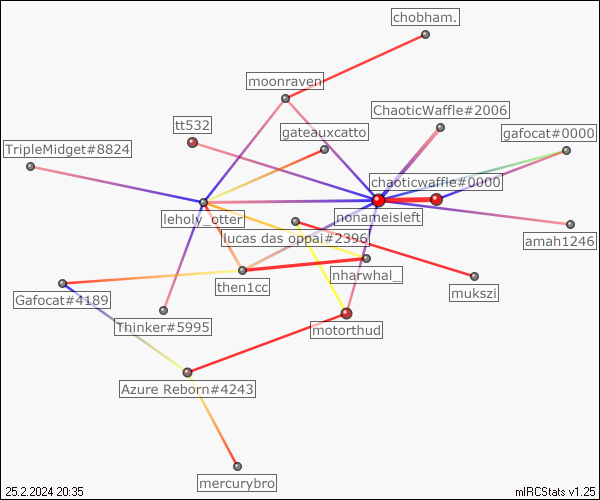 chobham.
moonraven
ChaoticWaffle#2006
tt532
gateauxcatto
gafocat#0000
TripleMidget#8824
chaoticwaffle#0000
leholy_otter
nonameisleft
lucas das oppai#2396
amah1246
then1cc
nharwhal_
mukszi
Gafocat#4189
Thinker#5995
motorthud
Azure Reborn#4243
mercurybro
25.2.2024 20:35
mIRCStats v1.25